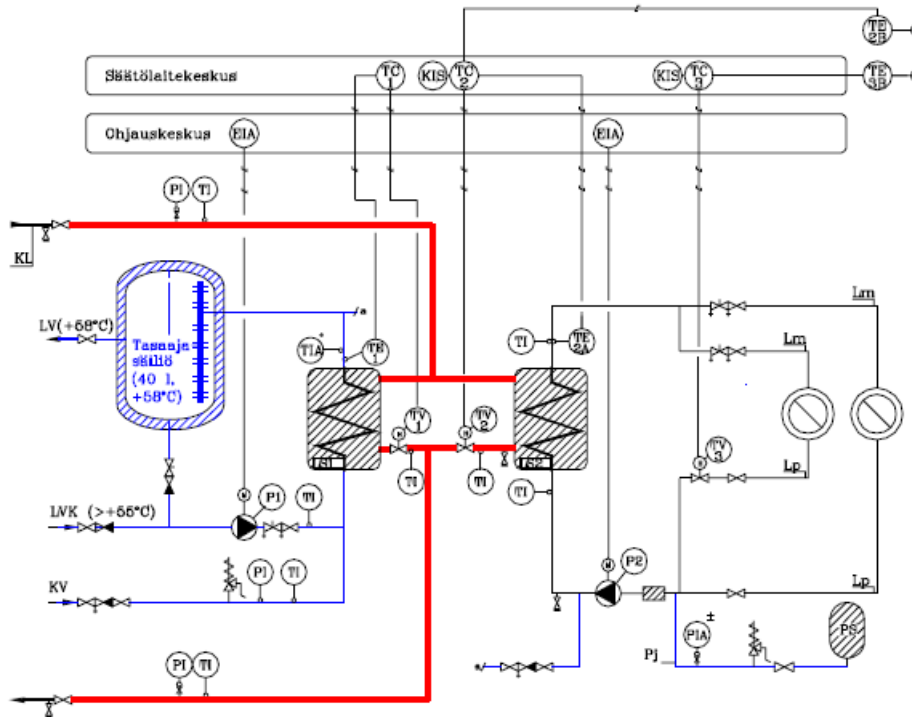 TE
2B
Säätölaitekeskus
TC
1
KIS
TC
2
KIS
TC
3
TE
3B
Ohjauskeskus
EIA
EIA
PI
TI
KL
LV(+58°C)
Tasaaja
säiliö
(40 l,
+58°C)
a
TIA
+
TE
1
TI
TE
2A
Lm
Lm
TV
1
TV
2
TV
3
LS1
LS2
TI
TI
TI
Lp
LVK (>+55°C)
M
P1
TI
M
P2
KV
PI
TI
Lp
PIA
±
PS
Pj
a
PI
TI